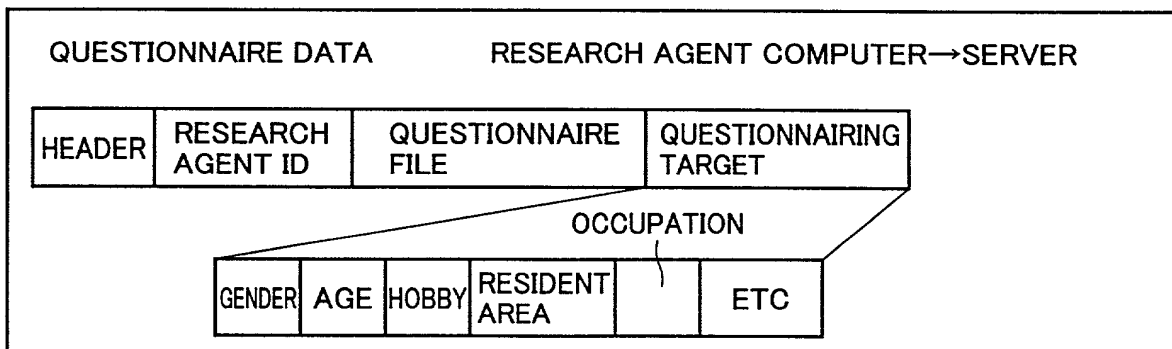 QUESTIONNAIRE DATA RESEARCH AGENT COMPUTER→SERVER
HEADER
RESEARCH
AGENT ID
QUESTIONNAIRE
FILE
QUESTIONNAIRING
TARGET
OCCUPATION
GENDER
AGE
HOBBY
RESIDENT
AREA
ETC